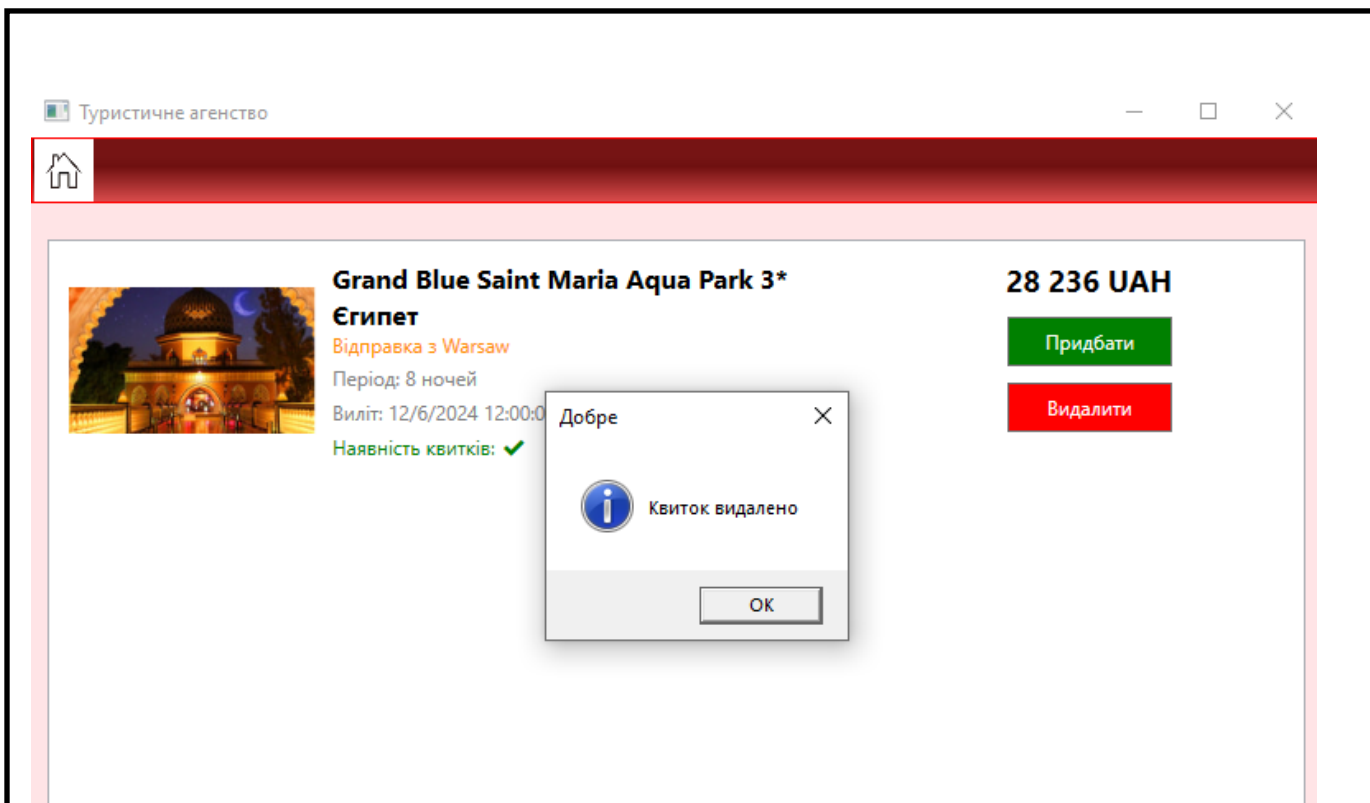 Туристичне агенство
Grand Blue Saint Maria Aqua Park 3*
Єгипет
28 236 UAH
Відправка з Warsaw
Придбати
Період: 8 ночей
Виліт: 12/6/2024 12:00:0
Видалити
Наявність квитків:
Добре
Квиток видалено
OK